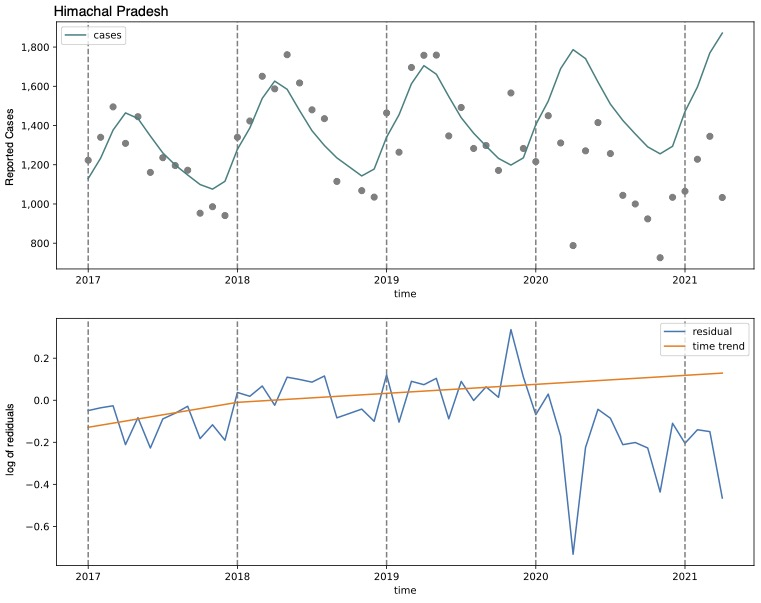 Himachal Pradesh
cases
Reported Cases
1,800
1,600
1,400
1,200
1,000
800
2017 2018 2019 2020 2021
time
residual
time trend
log of rediduals
0.2
0.0
−0.2
−0.4
−0.6
2017 2018 2019 2020 2021
time